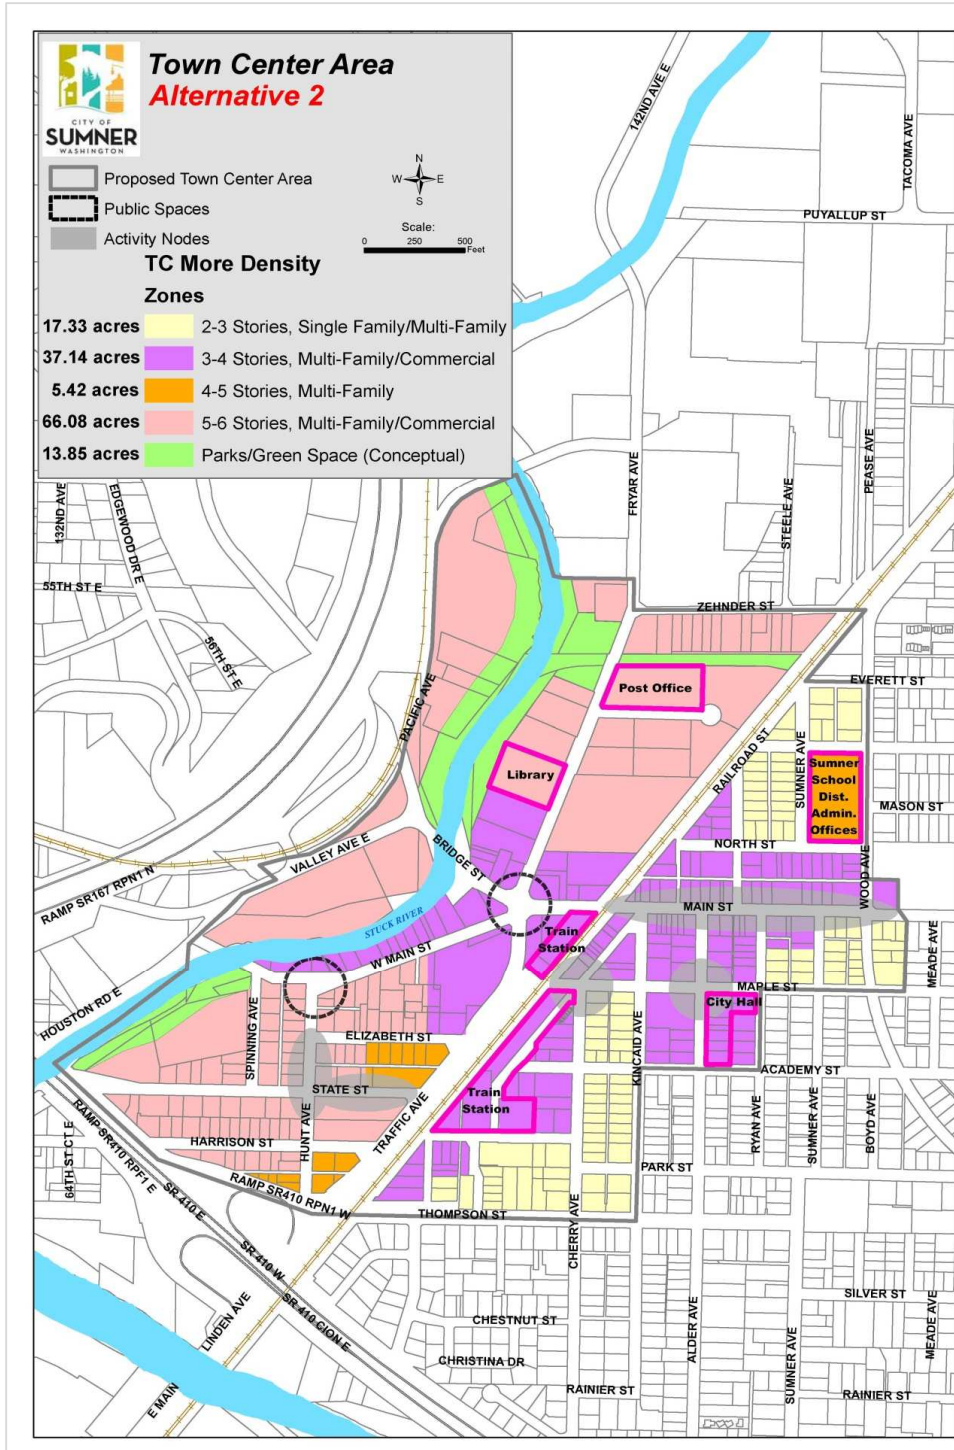 Town Center Area
Alternative 2
CITY OF
SUMNER
WASHINGTON
Proposed Town Center Area
Public Spaces
Activity Nodes
N
W E
S
Scale:
0 250 500
Feet
TC More Density
Zones
17.33 acres 2-3 Stories, Single Family/Multi-Family
37.14 acres 3-4 Stories, Multi-Family/Commercial
5.42 acres 4-5 Stories, Multi-Family
66.08 acres 5-6 Stories, Multi-Family/Commercial
13.85 acres Parks/Green Space (Conceptual)
142ND AVE E
TACOMA AVE
PUYALLUP ST
PEASE AVE
FRYAR AVE
STEELE AVE
132ND AVE
EDGEWOOD DR E
55TH ST E
56TH ST E
ZEHNDER ST
EVERETT ST
PACIFIC AVE
Post Office
RAILROAD ST
SUMNER AVE
Library
Sumner
School
Dist.
Admin.
Offices
MASON ST
VALLEY AVE E
BRIDGE ST
NORTH ST
WOOD AVE
RAMP SR167 RPN1 N
MAIN ST
STUCK RIVER
W MAIN ST
Train
Station
MEADE AVE
HOUSTON RD E
MAPLE ST
City Hall
SPINNING AVE
ELIZABETH ST
KINCAID AVE
ACADEMY ST
STATE ST
Train
Station
HUNT AVE
TRAFFIC AVE
RYAN AVE
SUMNER AVE
BOYD AVE
HARRISON ST
64TH ST CT E
RAMP SR410 RPF1 E
RAMP SR410 RPN1 W
PARK ST
SR 410 E
THOMPSON ST
CHERRY AVE
SR 410 W
SR 410 CION E
LINDEN AVE
SILVER ST
CHESTNUT ST
ALDER AVE
SUMNER AVE
MEADE AVE
CHRISTINA DR
RAINIER ST
RAINIER ST
E MAIN